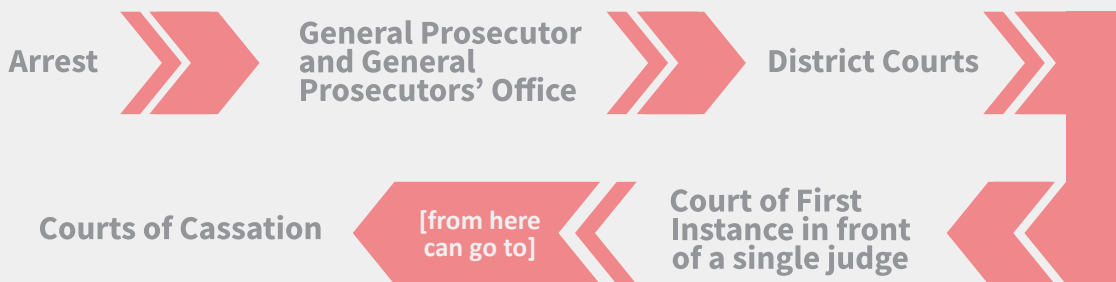 Arrest
General Prosecutor
and General
Prosecutors’ Office
District Courts
Court of First
Instance in front
of a single judge
[from here
can go to]
Courts of Cassation